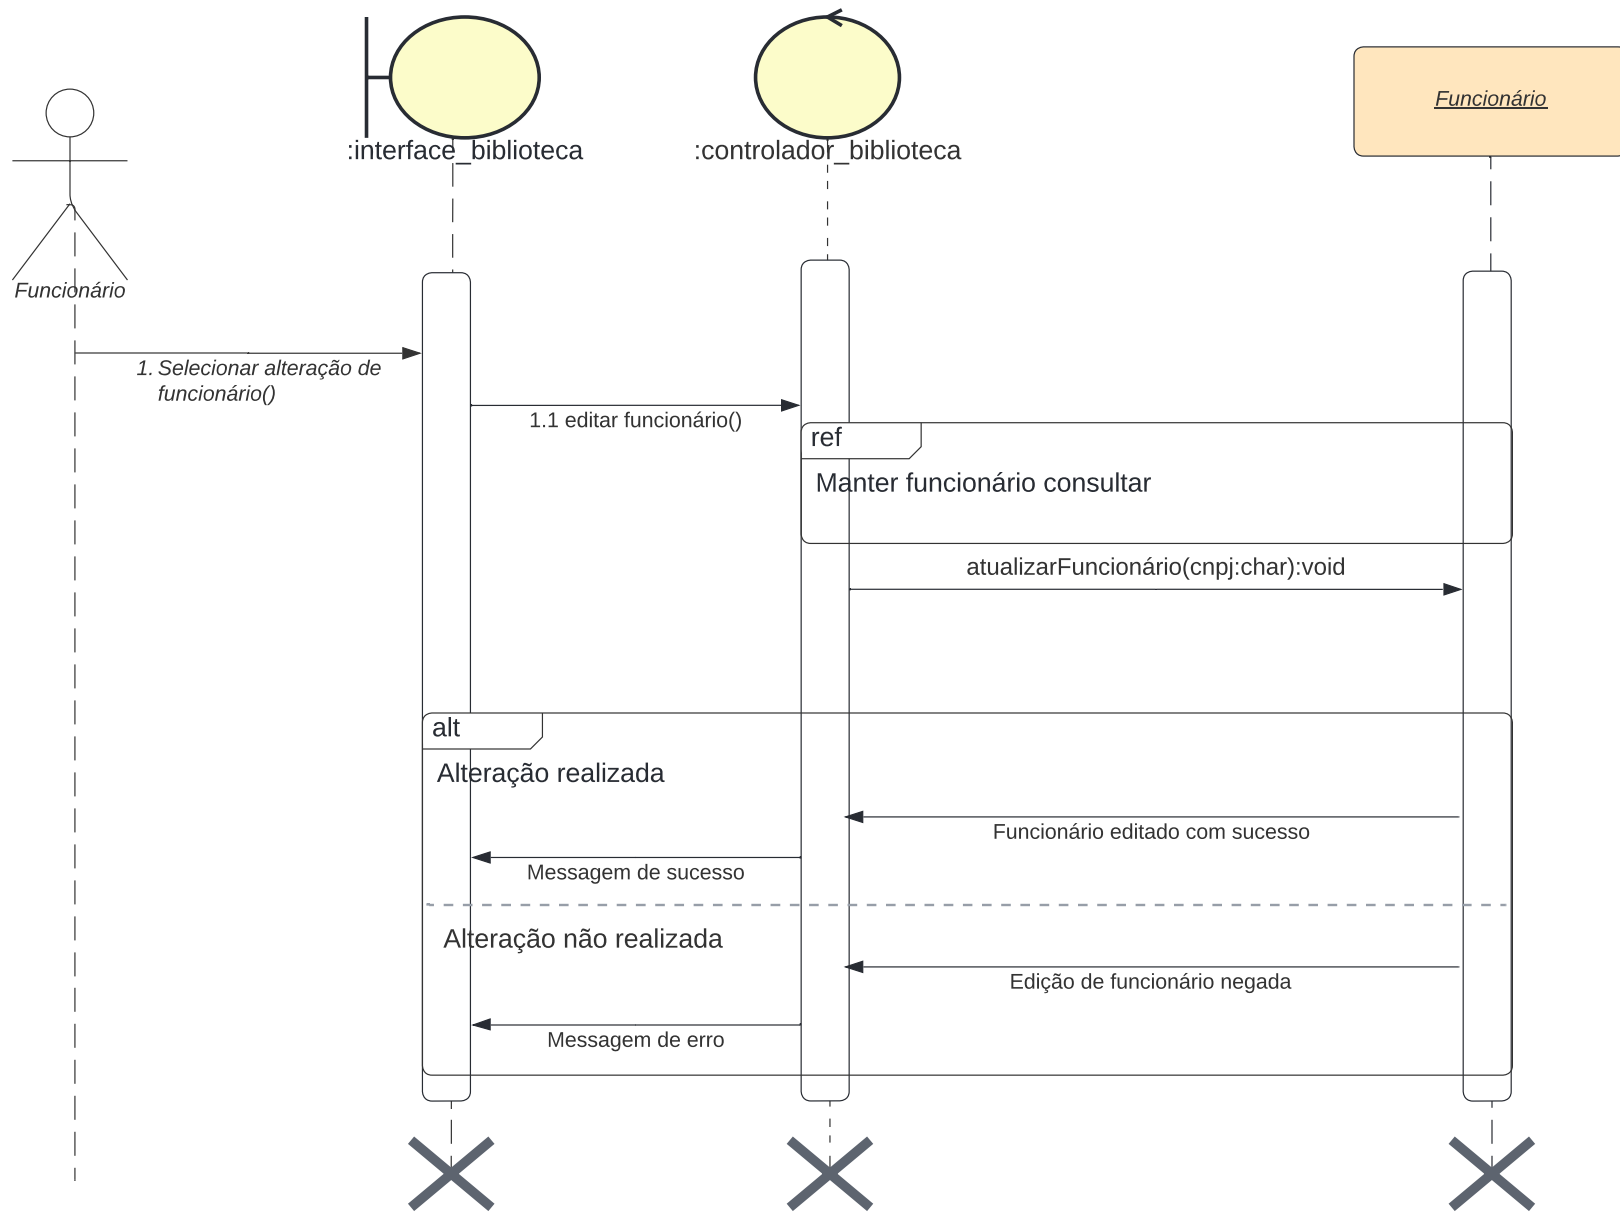 Funcionário
:interface_biblioteca
:controlador_biblioteca
Funcionário
1. Selecionar alteração de
funcionário()
1.1 editar funcionário()
ref
Manter funcionário consultar
atualizarFuncionário(cnpj:char):void
alt
Alteração realizada
Funcionário editado com sucesso
Messagem de sucesso
Alteração não realizada
Edição de funcionário negada
Messagem de erro